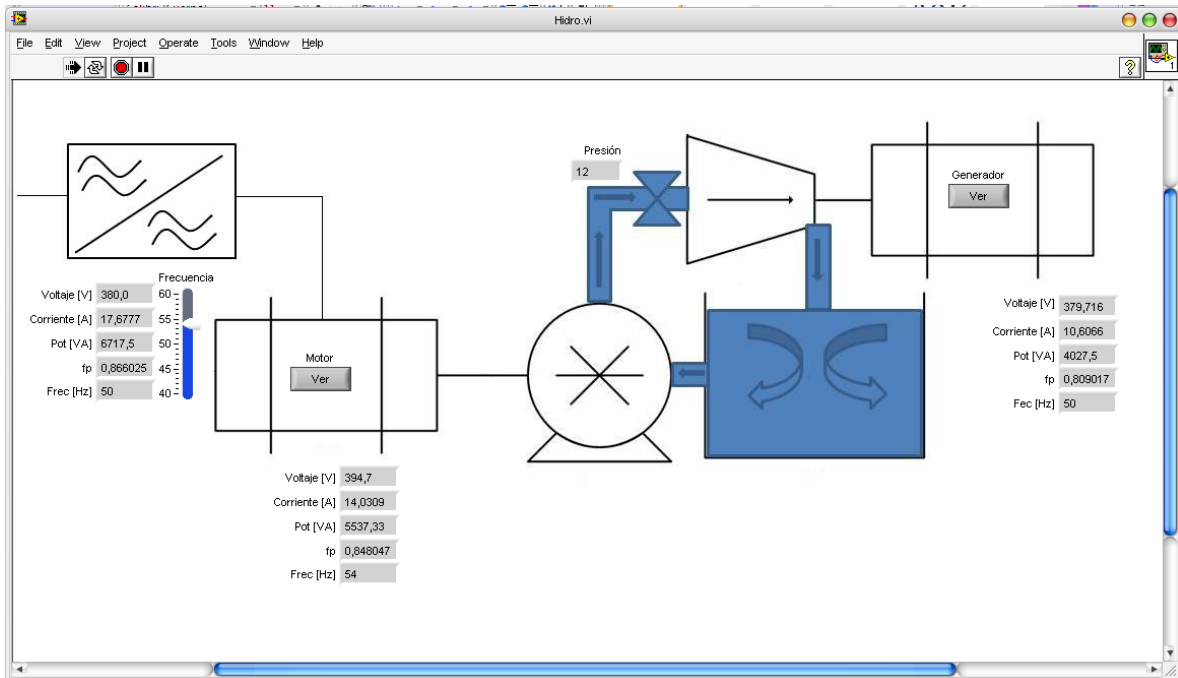 Hidro.vi
File Edit View Project Operate Tools Window Help
1
Presión
12
Generador
Ver
Frecuencia
60
55
50
45
40
Voltaje [V] 380,0
Corriente [A] 17,6777
Pot [VA] 6717,5
fp 0,866025
Frec [Hz] 50
Motor
Ver
Voltaje [V] 379,716
Corriente [A] 10,6066
Pot [VA] 4027,5
fp 0,809017
Fec [Hz] 50
Voltaje [V] 394,7
Corriente [A] 14,0309
Pot [VA] 5537,33
fp 0,848047
Frec [Hz] 54